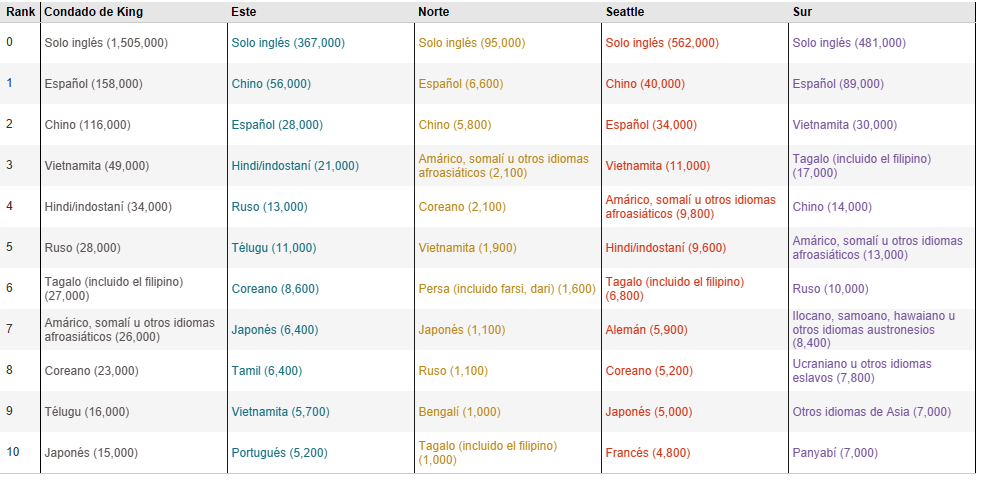 Rank Condado de King Este Norte Seattle Sur
0 Solo inglés (1,505,000) Solo inglés (367,000) Solo inglés (95,000) Solo inglés (562,000) Solo inglés (481,000)
1 Español (158,000) Chino (56,000) Español (6,600) Chino (40,000) Español (89,000)
2 Chino (116,000) Español (28,000) Chino (5,800) Español (34,000) Vietnamita (30,000)
3 Vietnamita (49,000) Hindi/indostaní (21,000) Amárico, somalí u otros idiomas afroasiáticos (2,100) Vietnamita (11,000) Tagalo (incluido el filipino) (17,000)
4 Hindi/indostaní (34,000) Ruso (13,000) Coreano (2,100) Amárico, somalí u otros idiomas afroasiáticos (9,800) Chino (14,000)
5 Ruso (28,000) Télugu (11,000) Vietnamita (1,900) Hindi/indostaní (9,600) Amárico, somalí u otros idiomas afroasiáticos (13,000)
6 Tagalo (incluido el filipino) (27,000) Coreano (8,600) Persa (incluido farsi, dari) (1,600) Tagalo (incluido el filipino) (6,800) Ruso (10,000)
7 Amárico, somalí u otros idiomas afroasiáticos (26,000) Japonés (6,400) Japonés (1,100) Alemán (5,900) Ilocano, samoano, hawaiano u otros idiomas austronesios (8,400)
8 Coreano (23,000) Tamil (6,400) Ruso (1,100) Coreano (5,200) Ucraniano u otros idiomas eslavos (7,800)
9 Télugu (16,000) Vietnamita (5,700) Bengalí (1,000) Japonés (5,000) Otros idiomas de Asia (7,000)
10 Japonés (15,000) Portugués (5,200) Tagalo (incluido el filipino) (1,000) Francés (4,800) Panyabí (7,000)